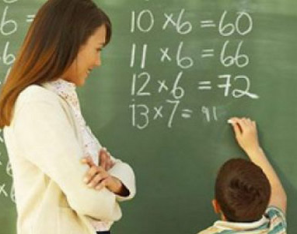 10 × 6 = 60
11 × 6 = 66
12 × 6 = 72
13 × 7 = 91